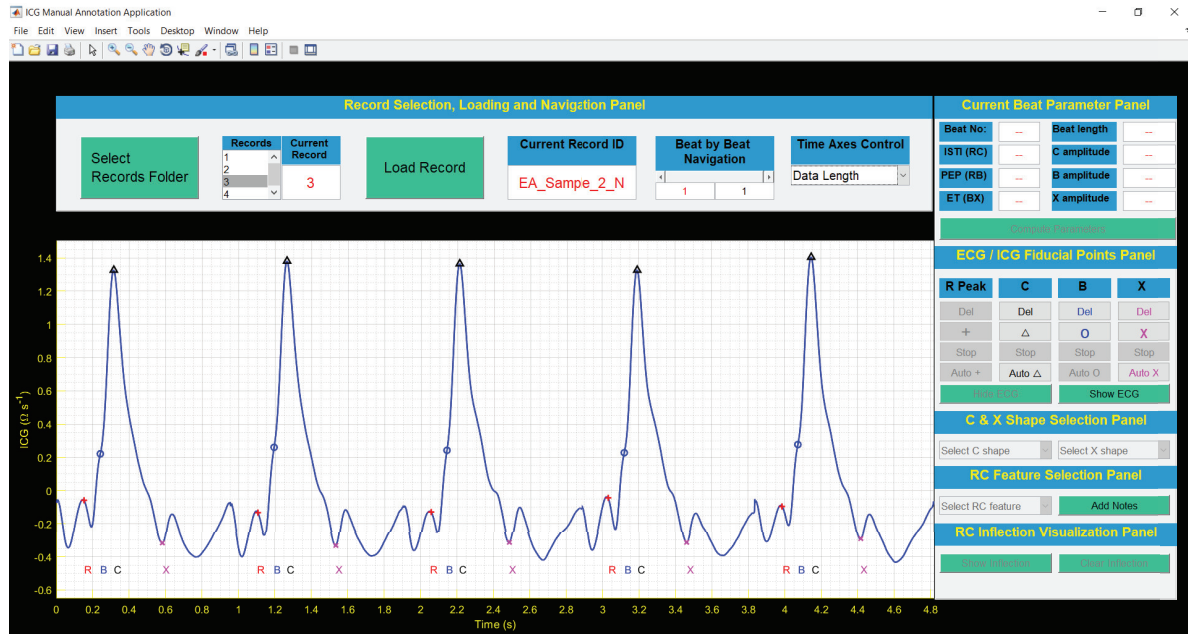 ICG Manual Annotation Application
File Edit View Insert Tools Desktop Window Help
Record Selection, Loading and Navigation Panel
Select
Records Folder
Records
1
2
3
4
Current
Record
3
Load Record
Current Record ID
EA_Sampe_2_N
Beat by Beat
Navigation
1 1
Time Axes Control
Data Length
Current Beat Parameter Panel
Beat No: -- Beat length --
ISTI (RC) -- C amplitude --
PEP (RB) -- B amplitude --
ET (BX) -- X amplitude --
Compute Parameters
ECG / ICG Fiducial Points Panel
R Peak C B X
Del Del Del Del
+ △ O X
Stop Stop Stop Stop
Auto + Auto △ Auto O Auto X
Hide ECG Show ECG
C & X Shape Selection Panel
Select C shape Select X shape
RC Feature Selection Panel
Select RC feature Add Notes
RC Inflection Visualization Panel
Show Inflection Clear Inflection
ICG (Ω s-1)
1.4
1.2
1
0.8
0.6
0.4
0.2
0
-0.2
-0.4
-0.6
R B C X R B C X R B C X R B C X R B C X
0 0.2 0.4 0.6 0.8 1 1.2 1.4 1.6 1.8 2 2.2 2.4 2.6 2.8 3 3.2 3.4 3.6 3.8 4 4.2 4.4 4.6 4.8
Time (s)